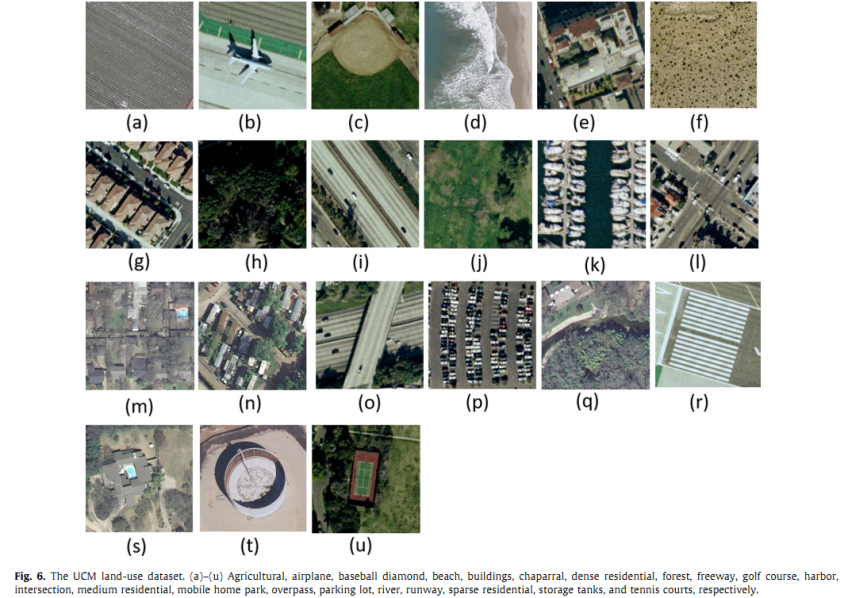 (a) (b) (c) (d) (e) (f)
(g) (h) (i) (j) (k) (l)
(m) (n) (o) (p) (q) (r)
(s) (t) (u)
Fig. 6. The UCM land-use dataset. (a)–(u) Agricultural, airplane, baseball diamond, beach, buildings, chaparral, dense residential, forest, freeway, golf course, harbor,
intersection, medium residential, mobile home park, overpass, parking lot, river, runway, sparse residential, storage tanks, and tennis courts, respectively.